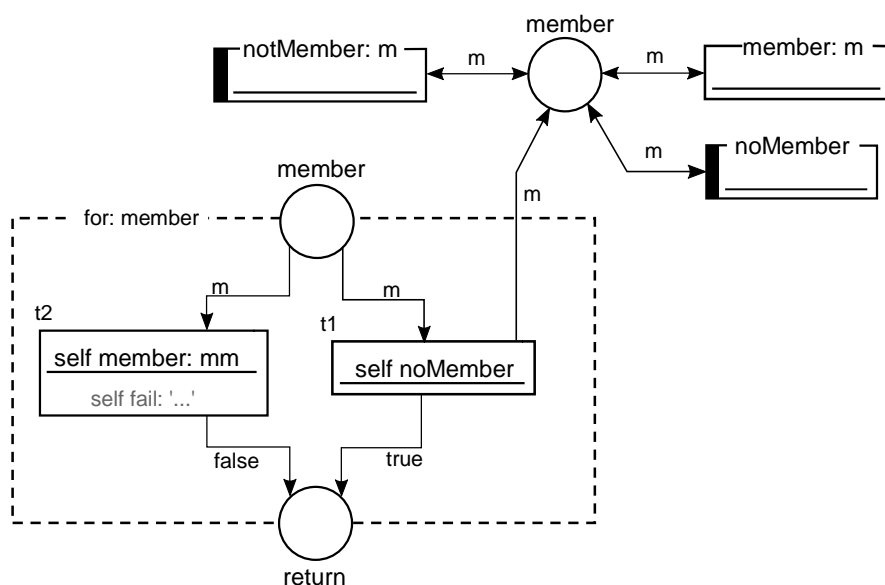 member
notMember: m
m
m
member: m
m
noMember
member
m
for: member
m
m
t2
t1
self member: mm
self noMember
self fail: '...'
false
true
return